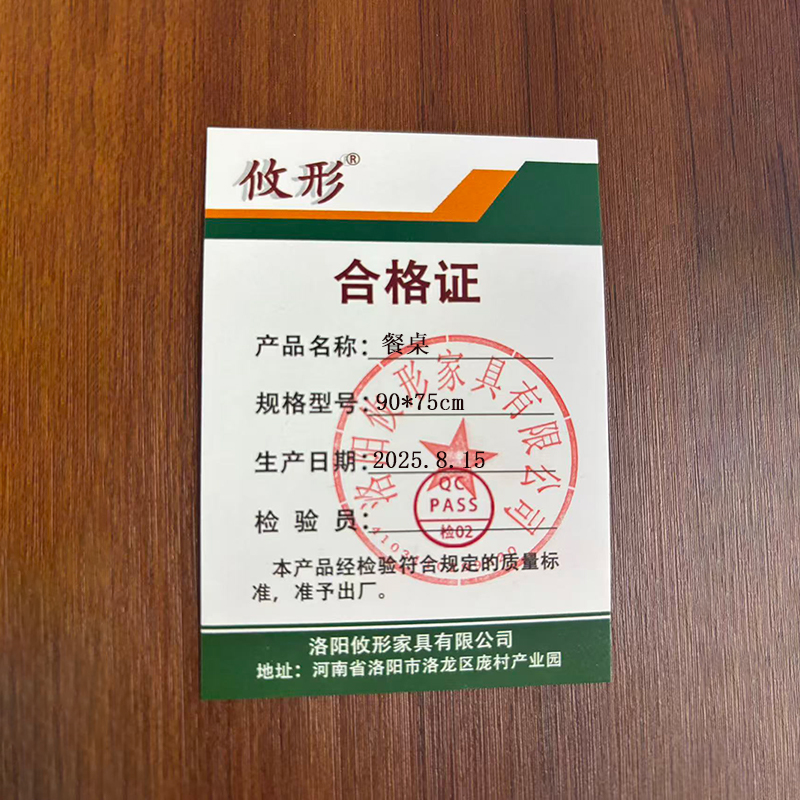 攸形®
合格证
产品名称：餐桌
规格型号：90*75cm
生产日期：2025.8.15
检 验 员：
洛阳攸形家具有限公司
QC
PASS
检02
本产品经检验符合规定的质量标
准，准予出厂。
洛阳攸形家具有限公司
地址：河南省洛阳市洛龙区庞村产业园